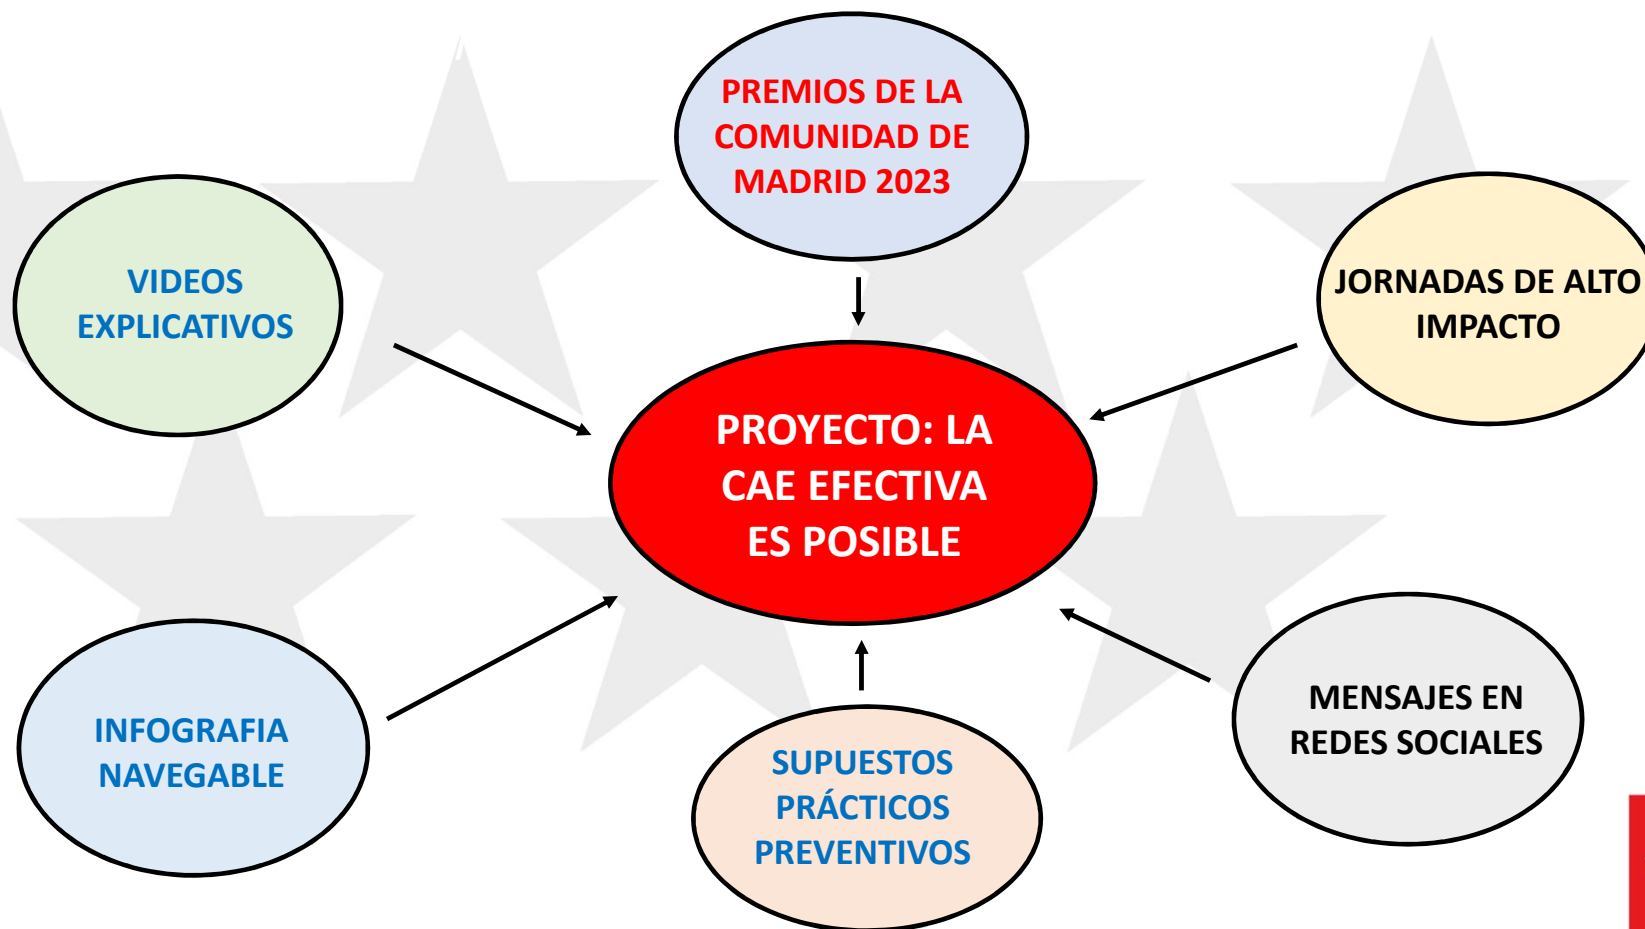 PREMIOS DE LA
COMUNIDAD DE
MADRID 2023
VIDEOS
EXPLICATIVOS
JORNADAS DE ALTO
IMPACTO
PROYECTO: LA
CAE EFECTIVA
ES POSIBLE
INFOGRAFIA
NAVEGABLE
SUPUESTOS
PRÁCTICOS
PREVENTIVOS
MENSAJES EN
REDES SOCIALES